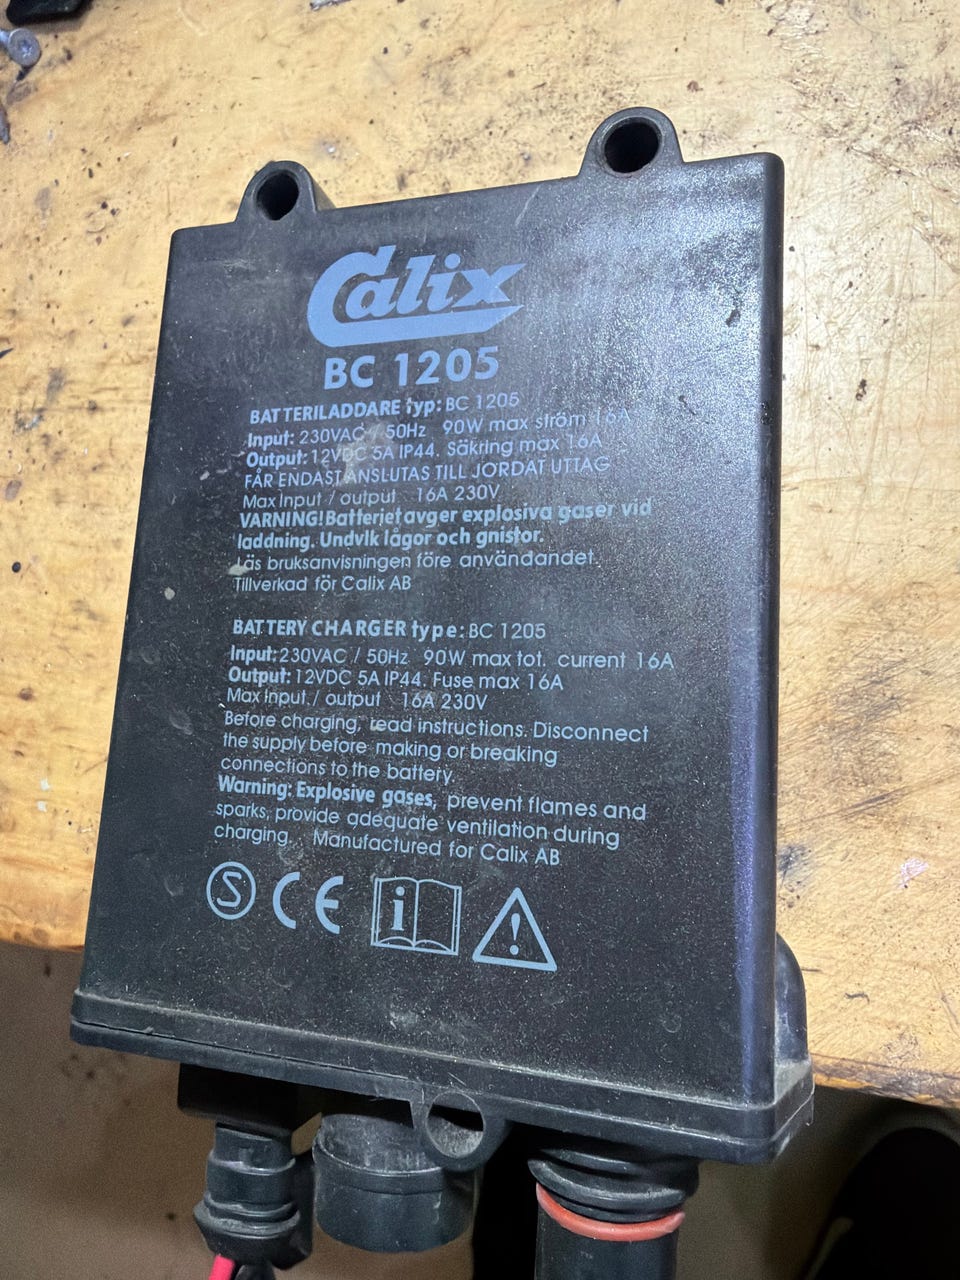 Calix
BC 1205
BATTERILADDARE typ: BC 1205
Input: 230VAC / 50Hz 90W max ström 16A
Output: 12VDC 5A IP44. Säkring max 16A
FÅR ENDAST ANSLUTAS TILL JORDAT UTTAG
Max Input / output 16A 230V
VARNING! Batteriet avger explosiva gaser vid
laddning. Undvik lågor och gnistor.
Läs bruksanvisningen före användandet.
Tillverkad för Calix AB
BATTERY CHARGER type: BC 1205
Input: 230VAC / 50Hz 90W max tot. current 16A
Output: 12VDC 5A IP44. Fuse max 16A
Max Input / output 16A 230V
Before charging, read instructions. Disconnect
the supply before making or breaking
connections to the battery.
Warning: Explosive gases, prevent flames and
sparks, provide adequate ventilation during
charging. Manufactured for Calix AB
S CE i !